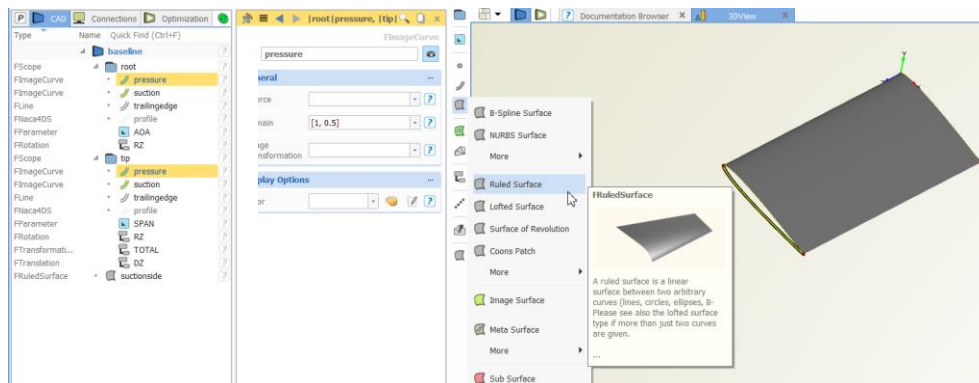 P CAD Connections Optimization
Type Name Quick Find (Ctrl+F)
baseline
FScope root
FImageCurve pressure
FImageCurve suction
FLine trailingedge
FNaca4DS profile
FParameter AOA
FRotation RZ
FScope tip
FImageCurve pressure
FImageCurve suction
FLine trailingedge
FNaca4DS profile
FParameter SPAN
FRotation RZ
FTransformati... TOTAL
FTranslation DZ
FRuledSurface suctionside
|root|pressure, |tip|
FImageCurve
pressure
eneral
urce
main [1, 0.5]
age
nsformation
play Options
or
B-Spline Surface
NURBS Surface
More
Ruled Surface
Lofted Surface
Surface of Revolution
Coons Patch
More
Image Surface
Meta Surface
More
Sub Surface
? Documentation Browser
3DView
FRuledSurface
A ruled surface is a linear
surface between two arbitrary
curves (lines, circles, ellipses, B-
Please see also the lofted surface
type if more than just two curves
are given.
...